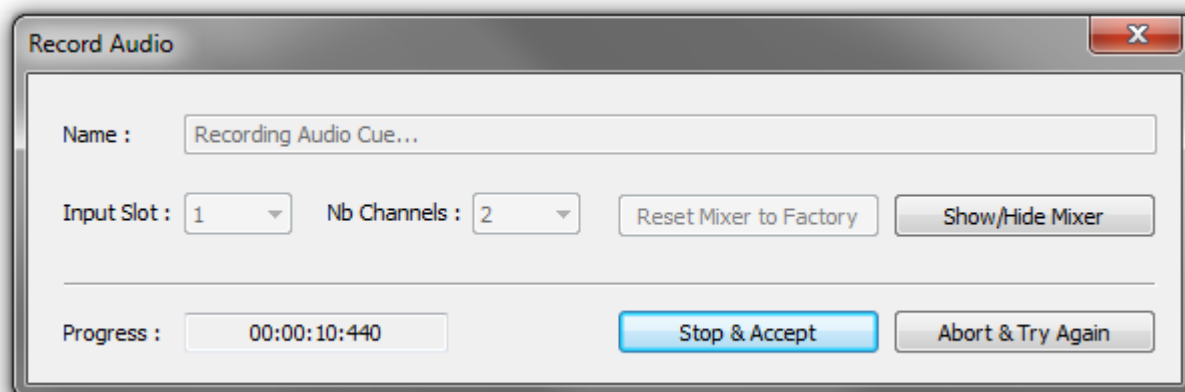 Record Audio
Name : Recording Audio Cue...
Input Slot : 1 Nb Channels : 2 Reset Mixer to Factory Show/Hide Mixer
Progress : 00:00:10:440 Stop & Accept Abort & Try Again